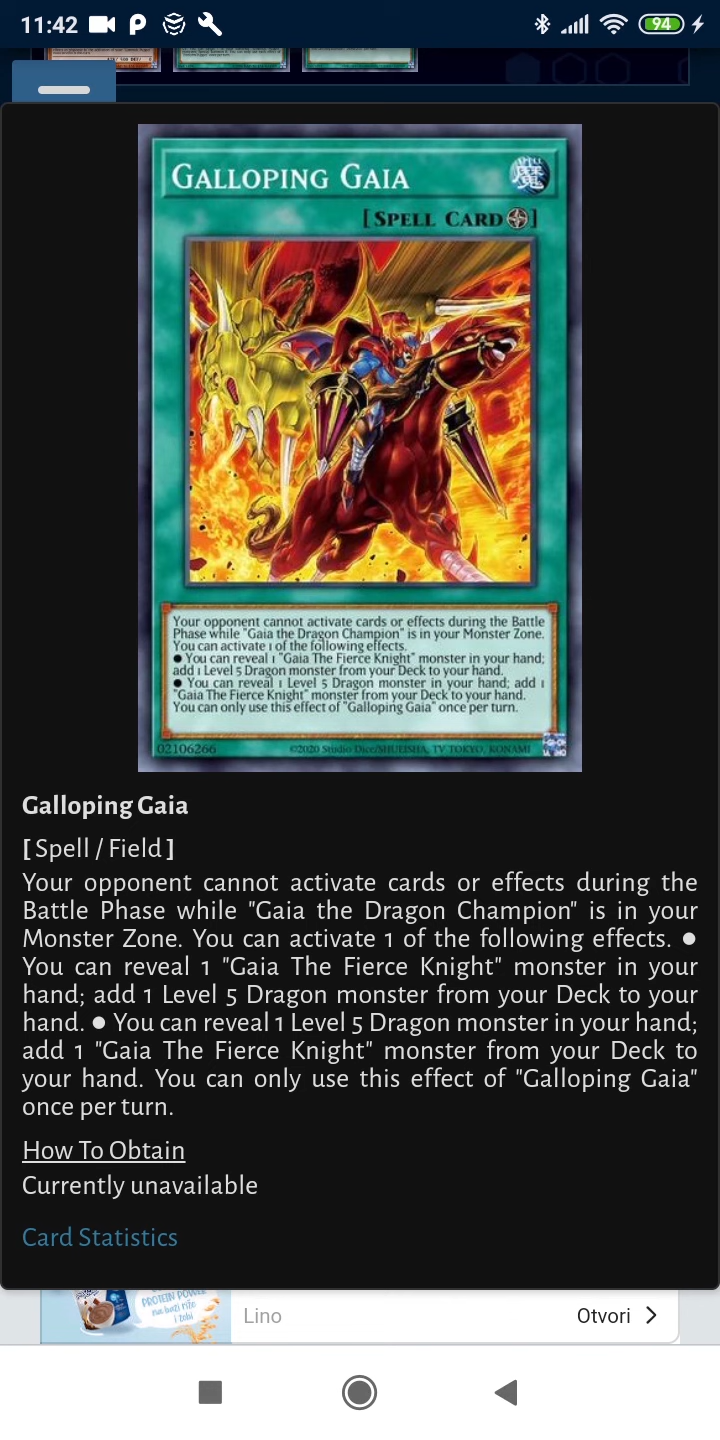 11:42
94
GALLOPING GAIA
[SPELL CARD]
Your opponent cannot activate cards or effects during the Battle
Phase while "Gaia the Dragon Champion" is in your Monster Zone.
You can activate 1 of the following effects.
● You can reveal 1 "Gaia The Fierce Knight" monster in your hand;
add 1 Level 5 Dragon monster from your Deck to your hand.
● You can reveal 1 Level 5 Dragon monster in your hand; add 1
"Gaia The Fierce Knight" monster from your Deck to your hand.
You can only use this effect of "Galloping Gaia" once per turn.
02106266 ©2020 Studio Dice/SHUEISHA, TV TOKYO, KONAMI
Galloping Gaia
[ Spell / Field ]
Your opponent cannot activate cards or effects during the
Battle Phase while "Gaia the Dragon Champion" is in your
Monster Zone. You can activate 1 of the following effects. ●
You can reveal 1 "Gaia The Fierce Knight" monster in your
hand; add 1 Level 5 Dragon monster from your Deck to your
hand. ● You can reveal 1 Level 5 Dragon monster in your hand;
add 1 "Gaia The Fierce Knight" monster from your Deck to
your hand. You can only use this effect of "Galloping Gaia"
once per turn.
How To Obtain
Currently unavailable
Card Statistics
PROTEIN POWER
na bazi riže
i zobi
Lino
Otvori